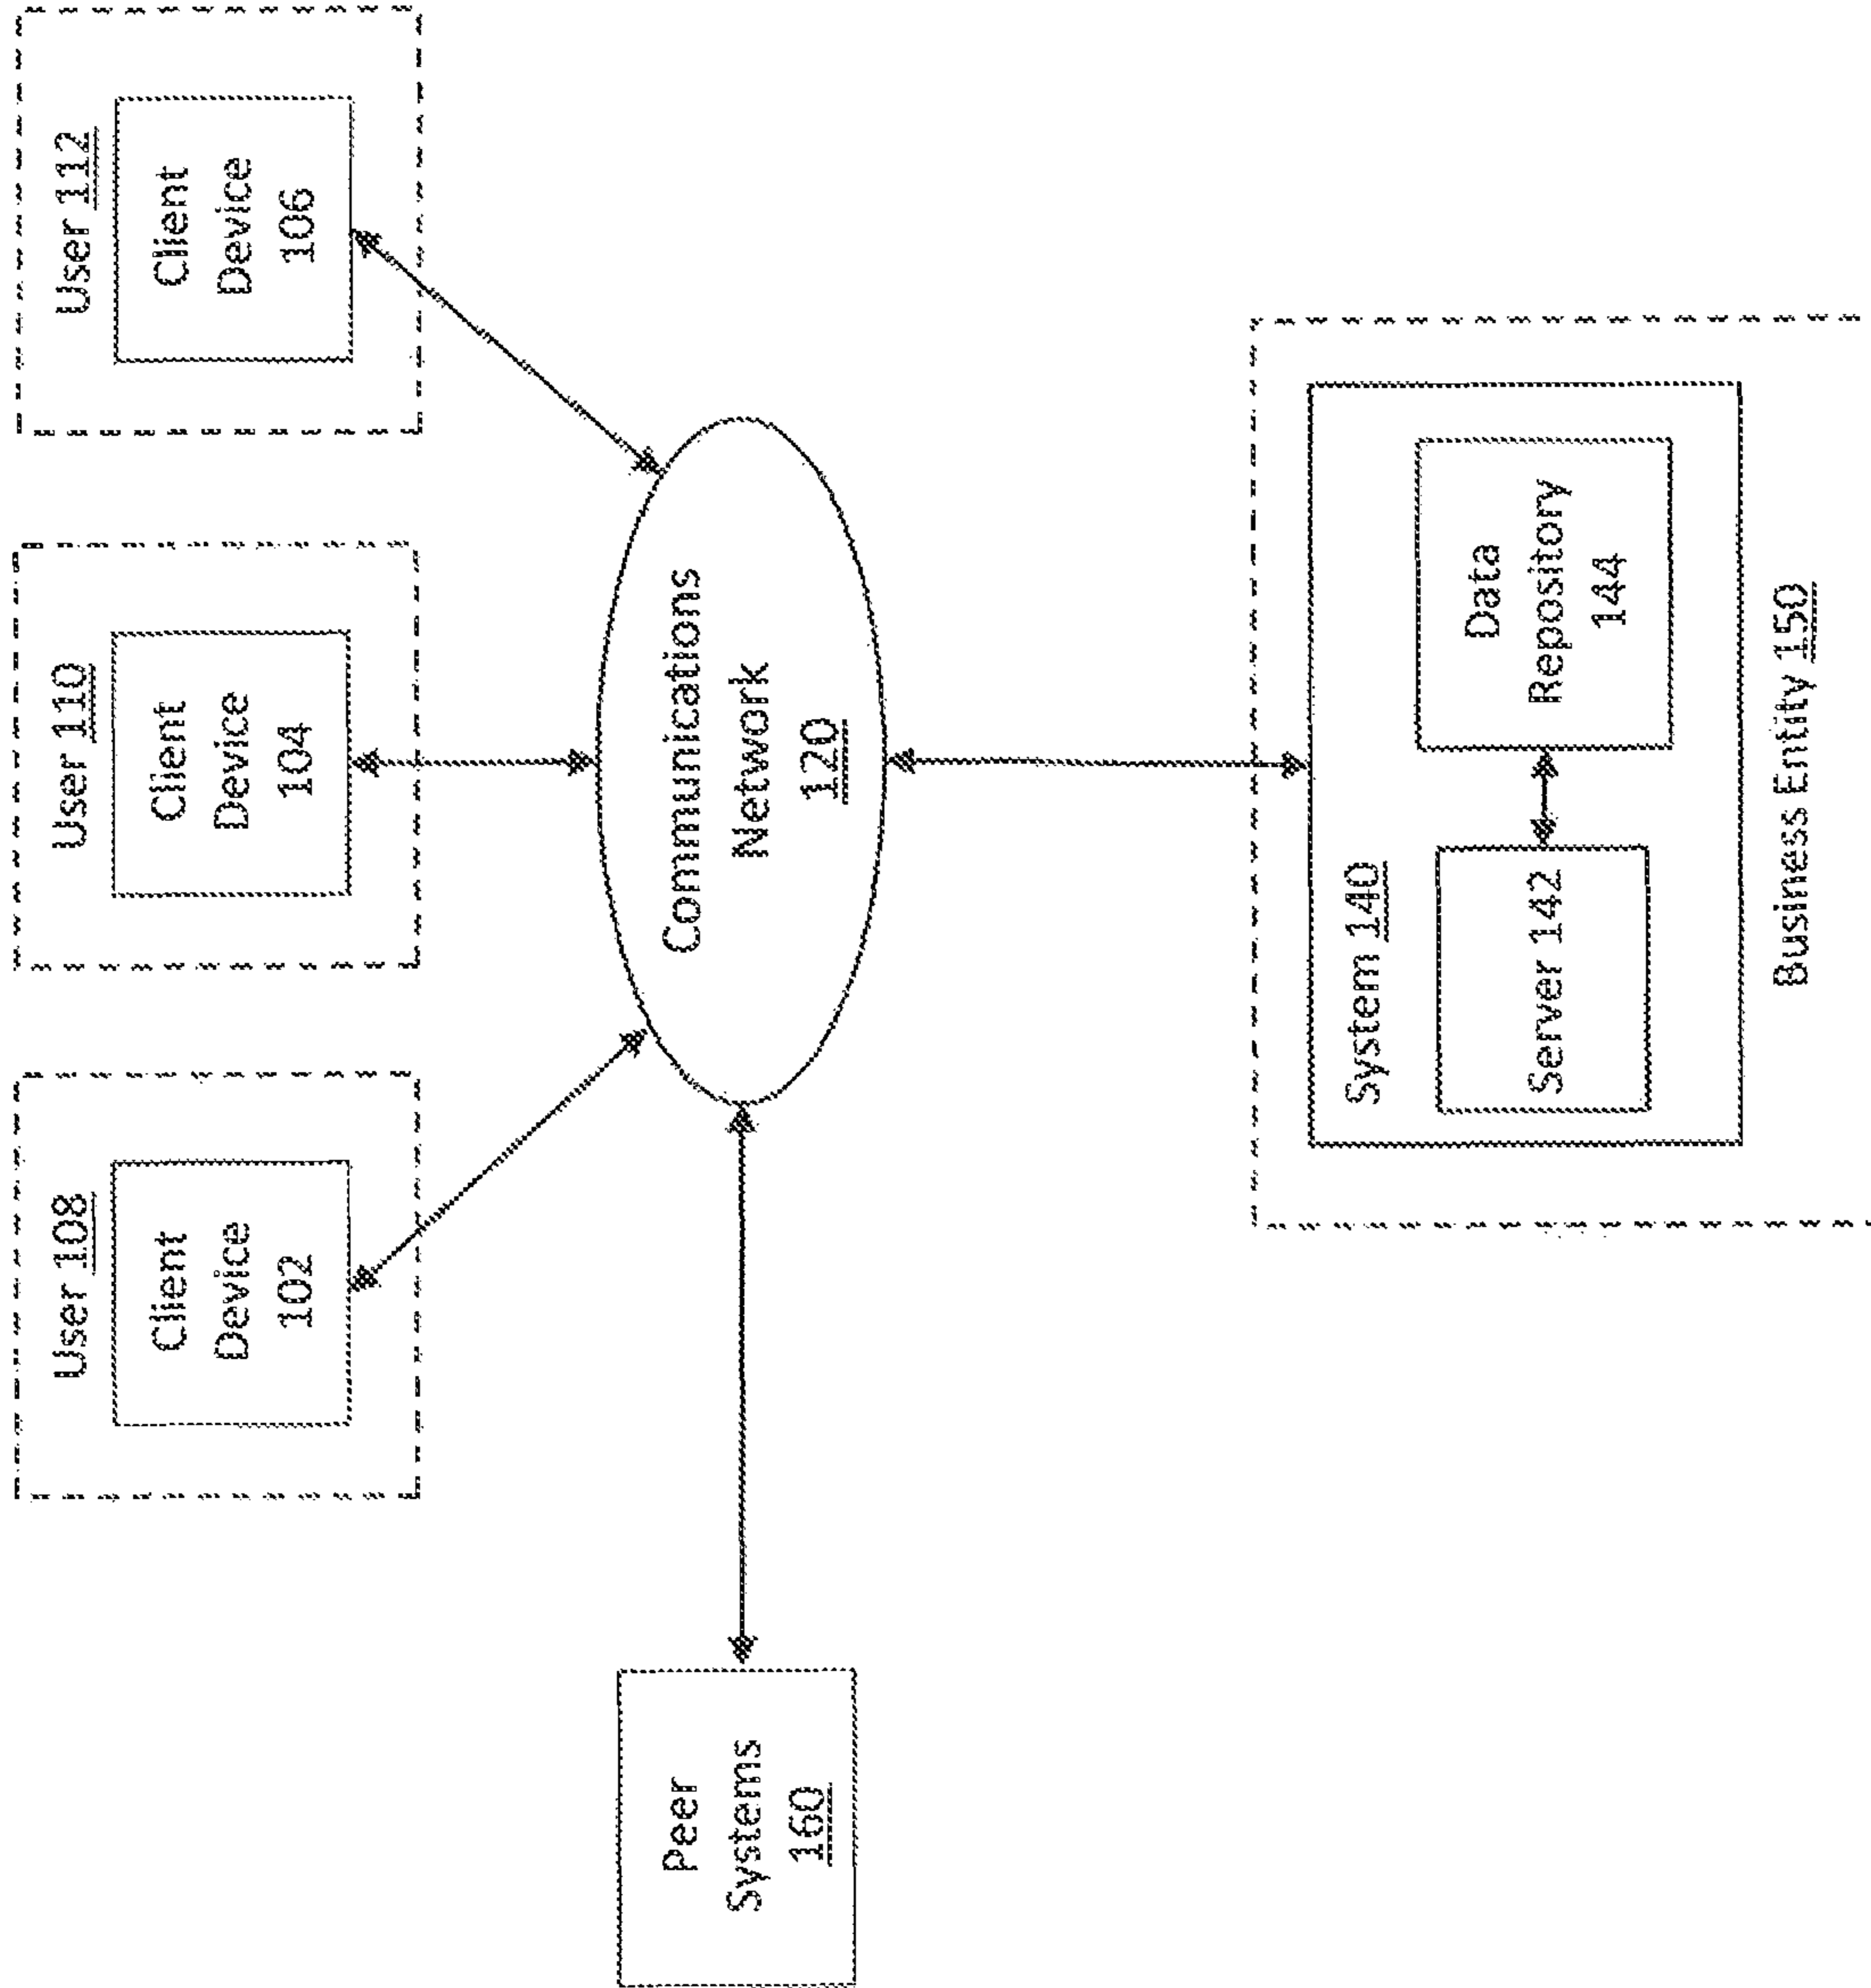 User 108
Client
Device
102
User 110
Client
Device
104
User 112
Client
Device
106
Communications
Network
120
Peer
Systems
160
System 140
Server 142
Data
Repository
144
Business Entity 150